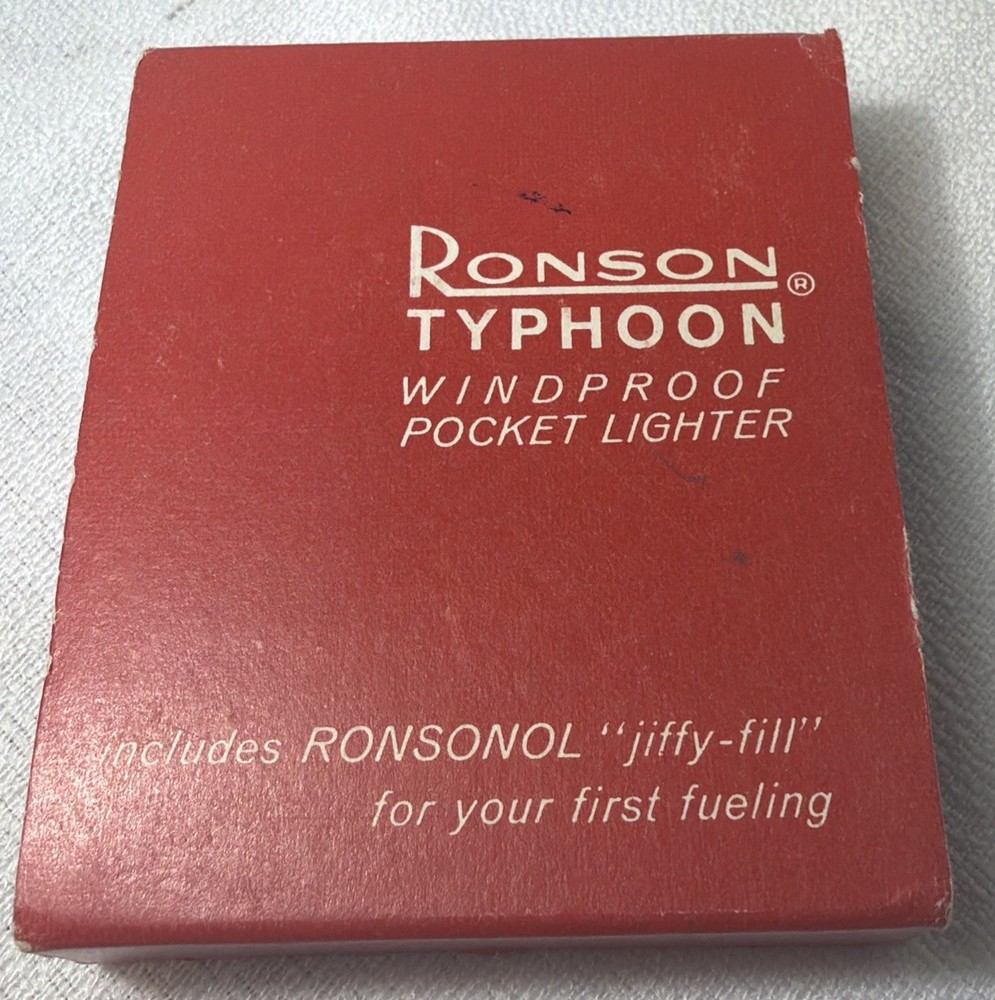 RONSON®
TYPHOON
WINDPROOF
POCKET LIGHTER
includes RONSONOL "jiffy-fill"
for your first fueling